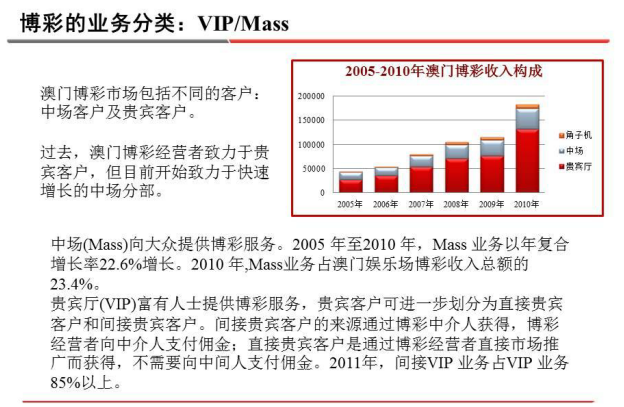 博彩的业务分类：VIP/Mass
澳门博彩市场包括不同的客户：
中场客户及贵宾客户。
过去，澳门博彩经营者致力于贵
宾客户，但目前开始致力于快速
增长的中场分部。
2005-2010年澳门博彩收入构成
200000
150000
100000
50000
0
2005年 2006年 2007年 2008年 2009年 2010年
角子机
中场
贵宾厅
中场(Mass)向大众提供博彩服务。2005 年至2010 年，Mass 业务以年复合
增长率22.6%增长。2010 年,Mass业务占澳门娱乐场博彩收入总额的
23.4%。
贵宾厅(VIP)富有人士提供博彩服务，贵宾客户可进一步划分为直接贵宾
客户和间接贵宾客户。间接贵宾客户的来源通过博彩中介人获得，博彩
经营者向中介人支付佣金；直接贵宾客户是通过博彩经营者直接市场推
广而获得，不需要向中间人支付佣金。2011年，间接VIP 业务占VIP 业务
85%以上。